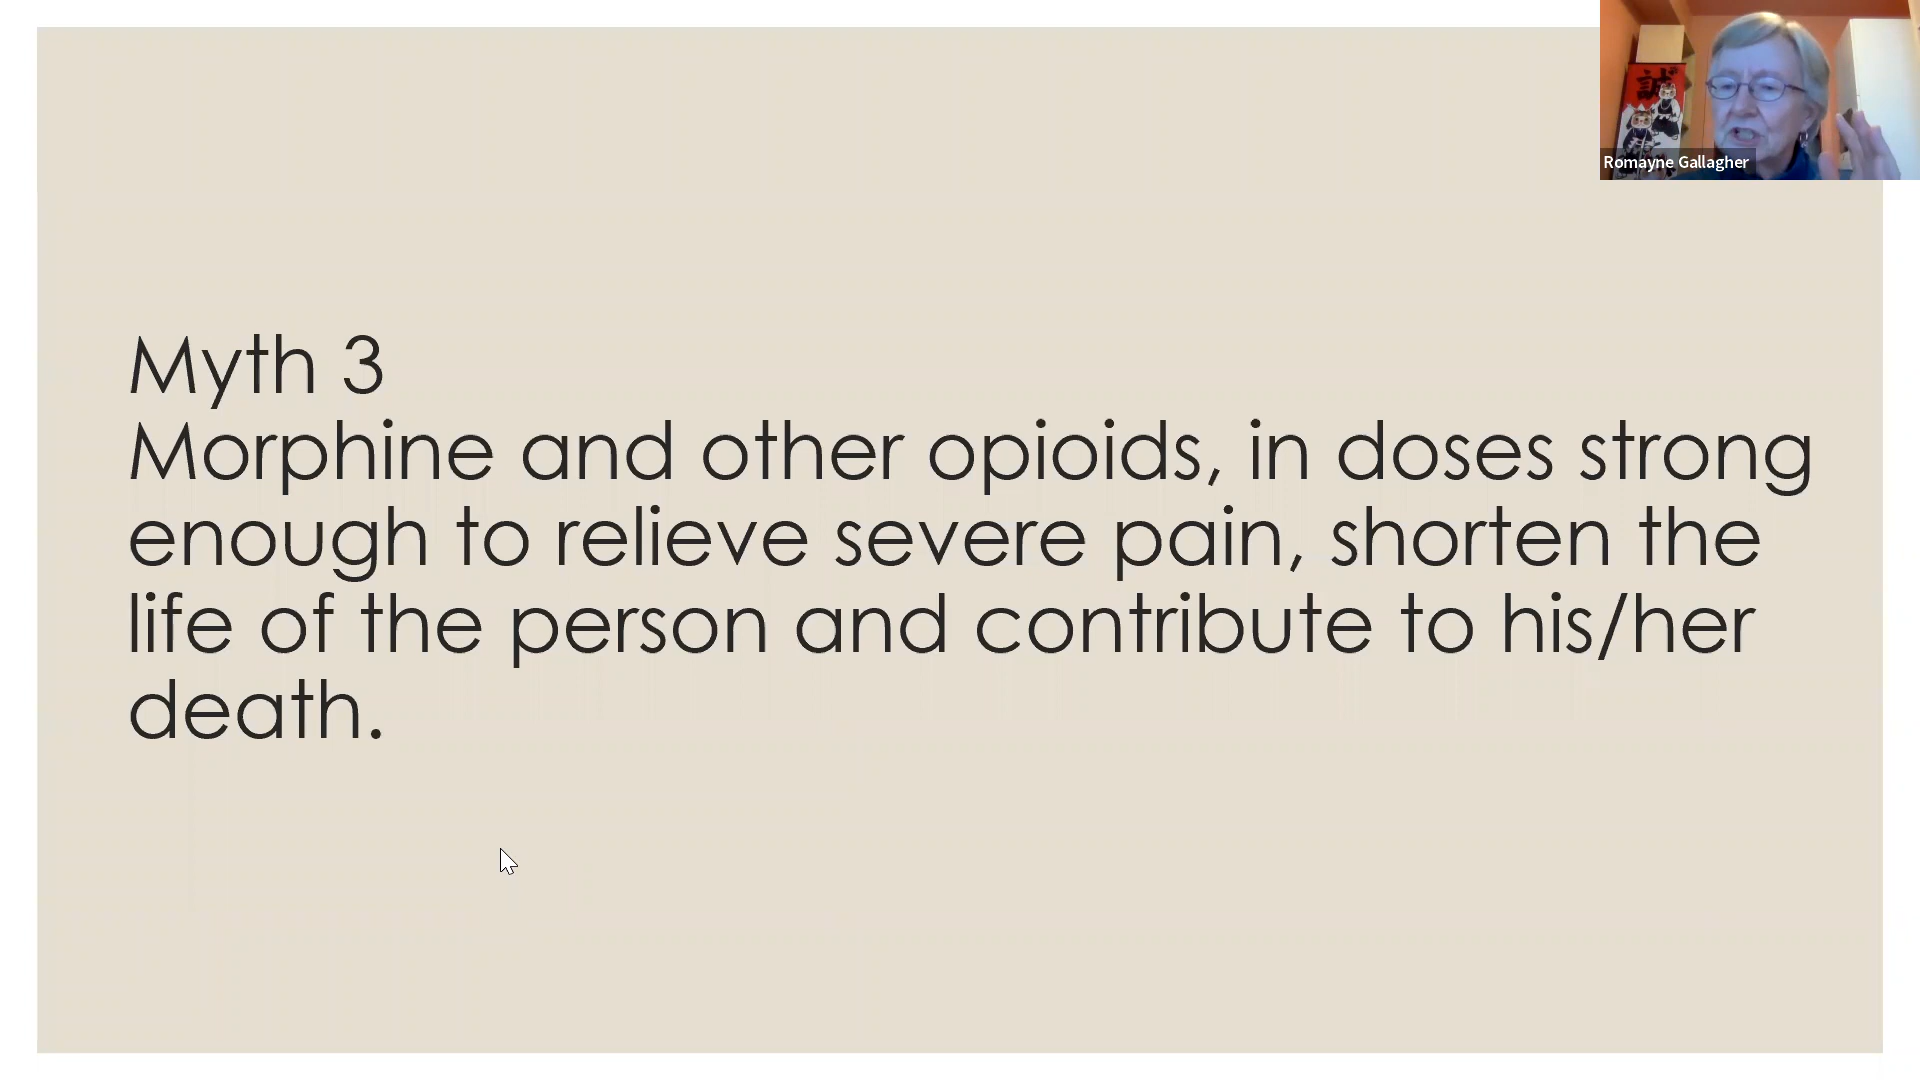 Myth 3
Morphine and other opioids, in doses strong
enough to relieve severe pain, shorten the
life of the person and contribute to his/her
death.
Romayne Gallagher
誠